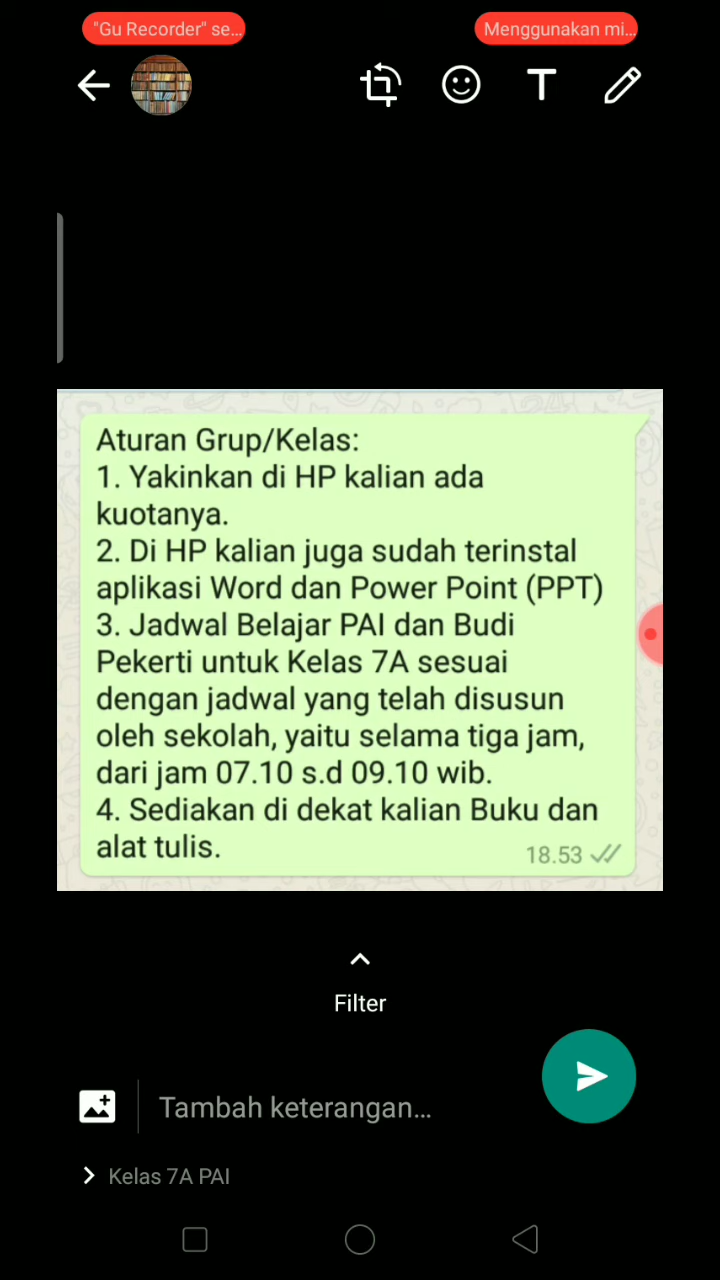 "Gu Recorder" se...
Menggunakan mi...
T
Aturan Grup/Kelas:
1. Yakinkan di HP kalian ada
kuotanya.
2. Di HP kalian juga sudah terinstal
aplikasi Word dan Power Point (PPT)
3. Jadwal Belajar PAI dan Budi
Pekerti untuk Kelas 7A sesuai
dengan jadwal yang telah disusun
oleh sekolah, yaitu selama tiga jam,
dari jam 07.10 s.d 09.10 wib.
4. Sediakan di dekat kalian Buku dan
alat tulis.
18.53
Filter
Tambah keterangan...
Kelas 7A PAI